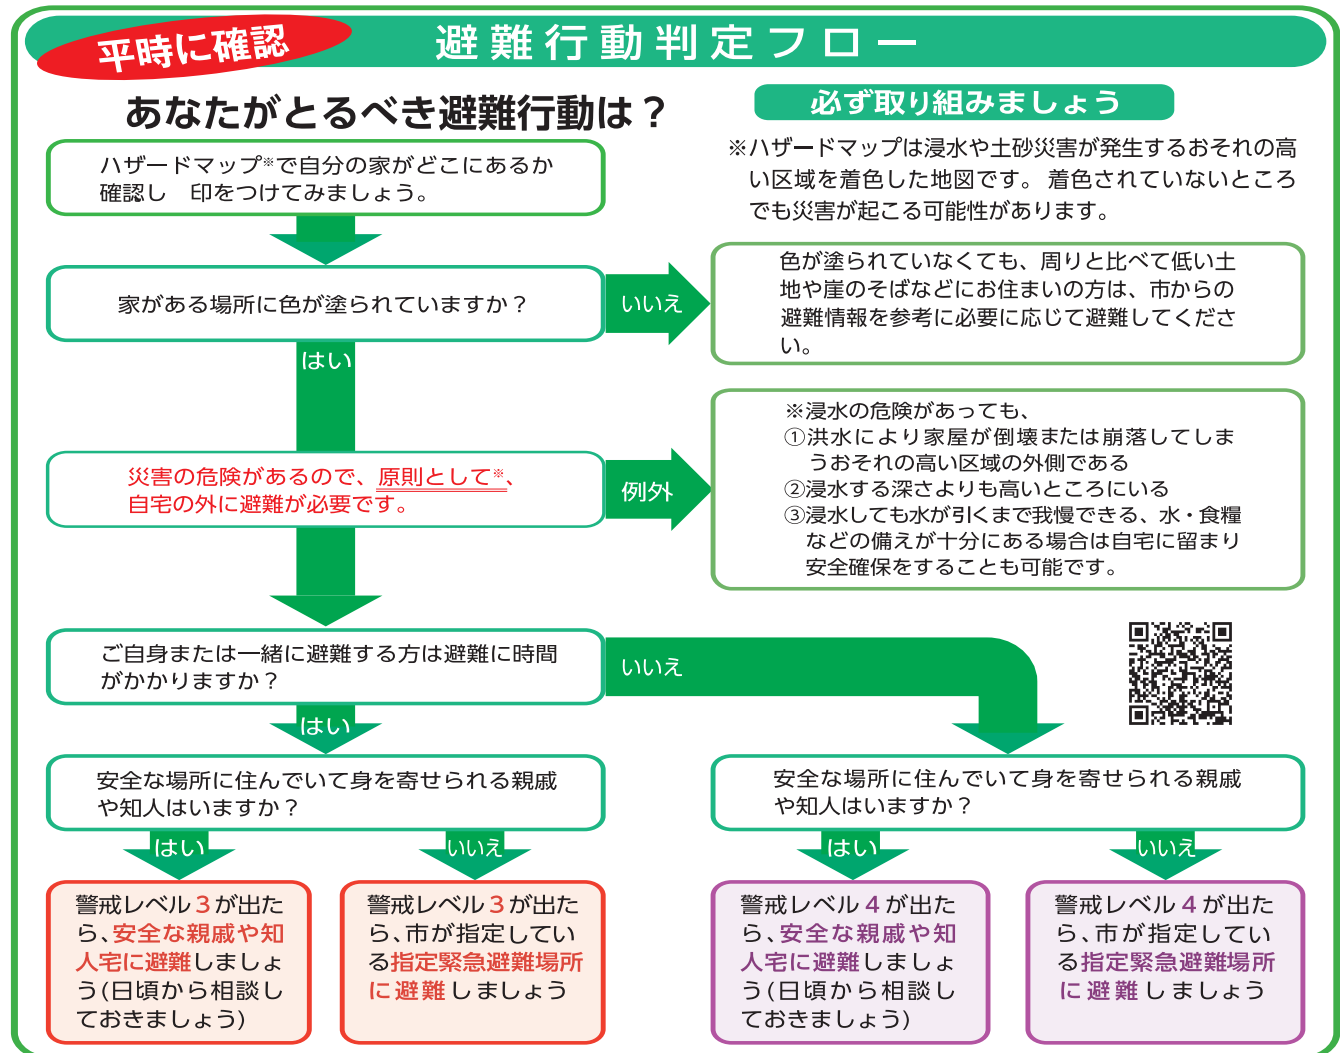 平時に確認
避難行動判定フロー
あなたがとるべき避難行動は？
必ず取り組みましょう
ハザードマップ※で自分の家がどこにあるか
確認し　印をつけてみましょう。
※ハザードマップは浸水や土砂災害が発生するおそれの高
い区域を着色した地図です。着色されていないところ
でも災害が起こる可能性があります。
家がある場所に色が塗られていますか？
いいえ
色が塗られていなくても、周りと比べて低い土
地や崖のそばなどにお住まいの方は、市からの
避難情報を参考に必要に応じて避難してくださ
い。
はい
災害の危険があるので、原則として※、
自宅の外に避難が必要です。
例外
※浸水の危険があっても、
①洪水により家屋が倒壊または崩落してしま
うおそれの高い区域の外側である
②浸水する深さよりも高いところにいる
③浸水しても水が引くまで我慢できる、水・食糧
などの備えが十分にある場合は自宅に留まり
安全確保をすることも可能です。
ご自身または一緒に避難する方は避難に時間
がかかりますか？
いいえ
はい
安全な場所に住んでいて身を寄せられる親戚
や知人はいますか？
はい
いいえ
安全な場所に住んでいて身を寄せられる親戚
や知人はいますか？
はい
いいえ
警戒レベル3が出た
ら、安全な親戚や知
人宅に避難しましょ
う(日頃から相談し
ておきましょう)
警戒レベル3が出た
ら、市が指定してい
る指定緊急避難場所
に避難しましょう
警戒レベル4が出た
ら、安全な親戚や知
人宅に避難しましょ
う(日頃から相談し
ておきましょう)
警戒レベル4が出た
ら、市が指定してい
る指定緊急避難場所
に避難しましょう